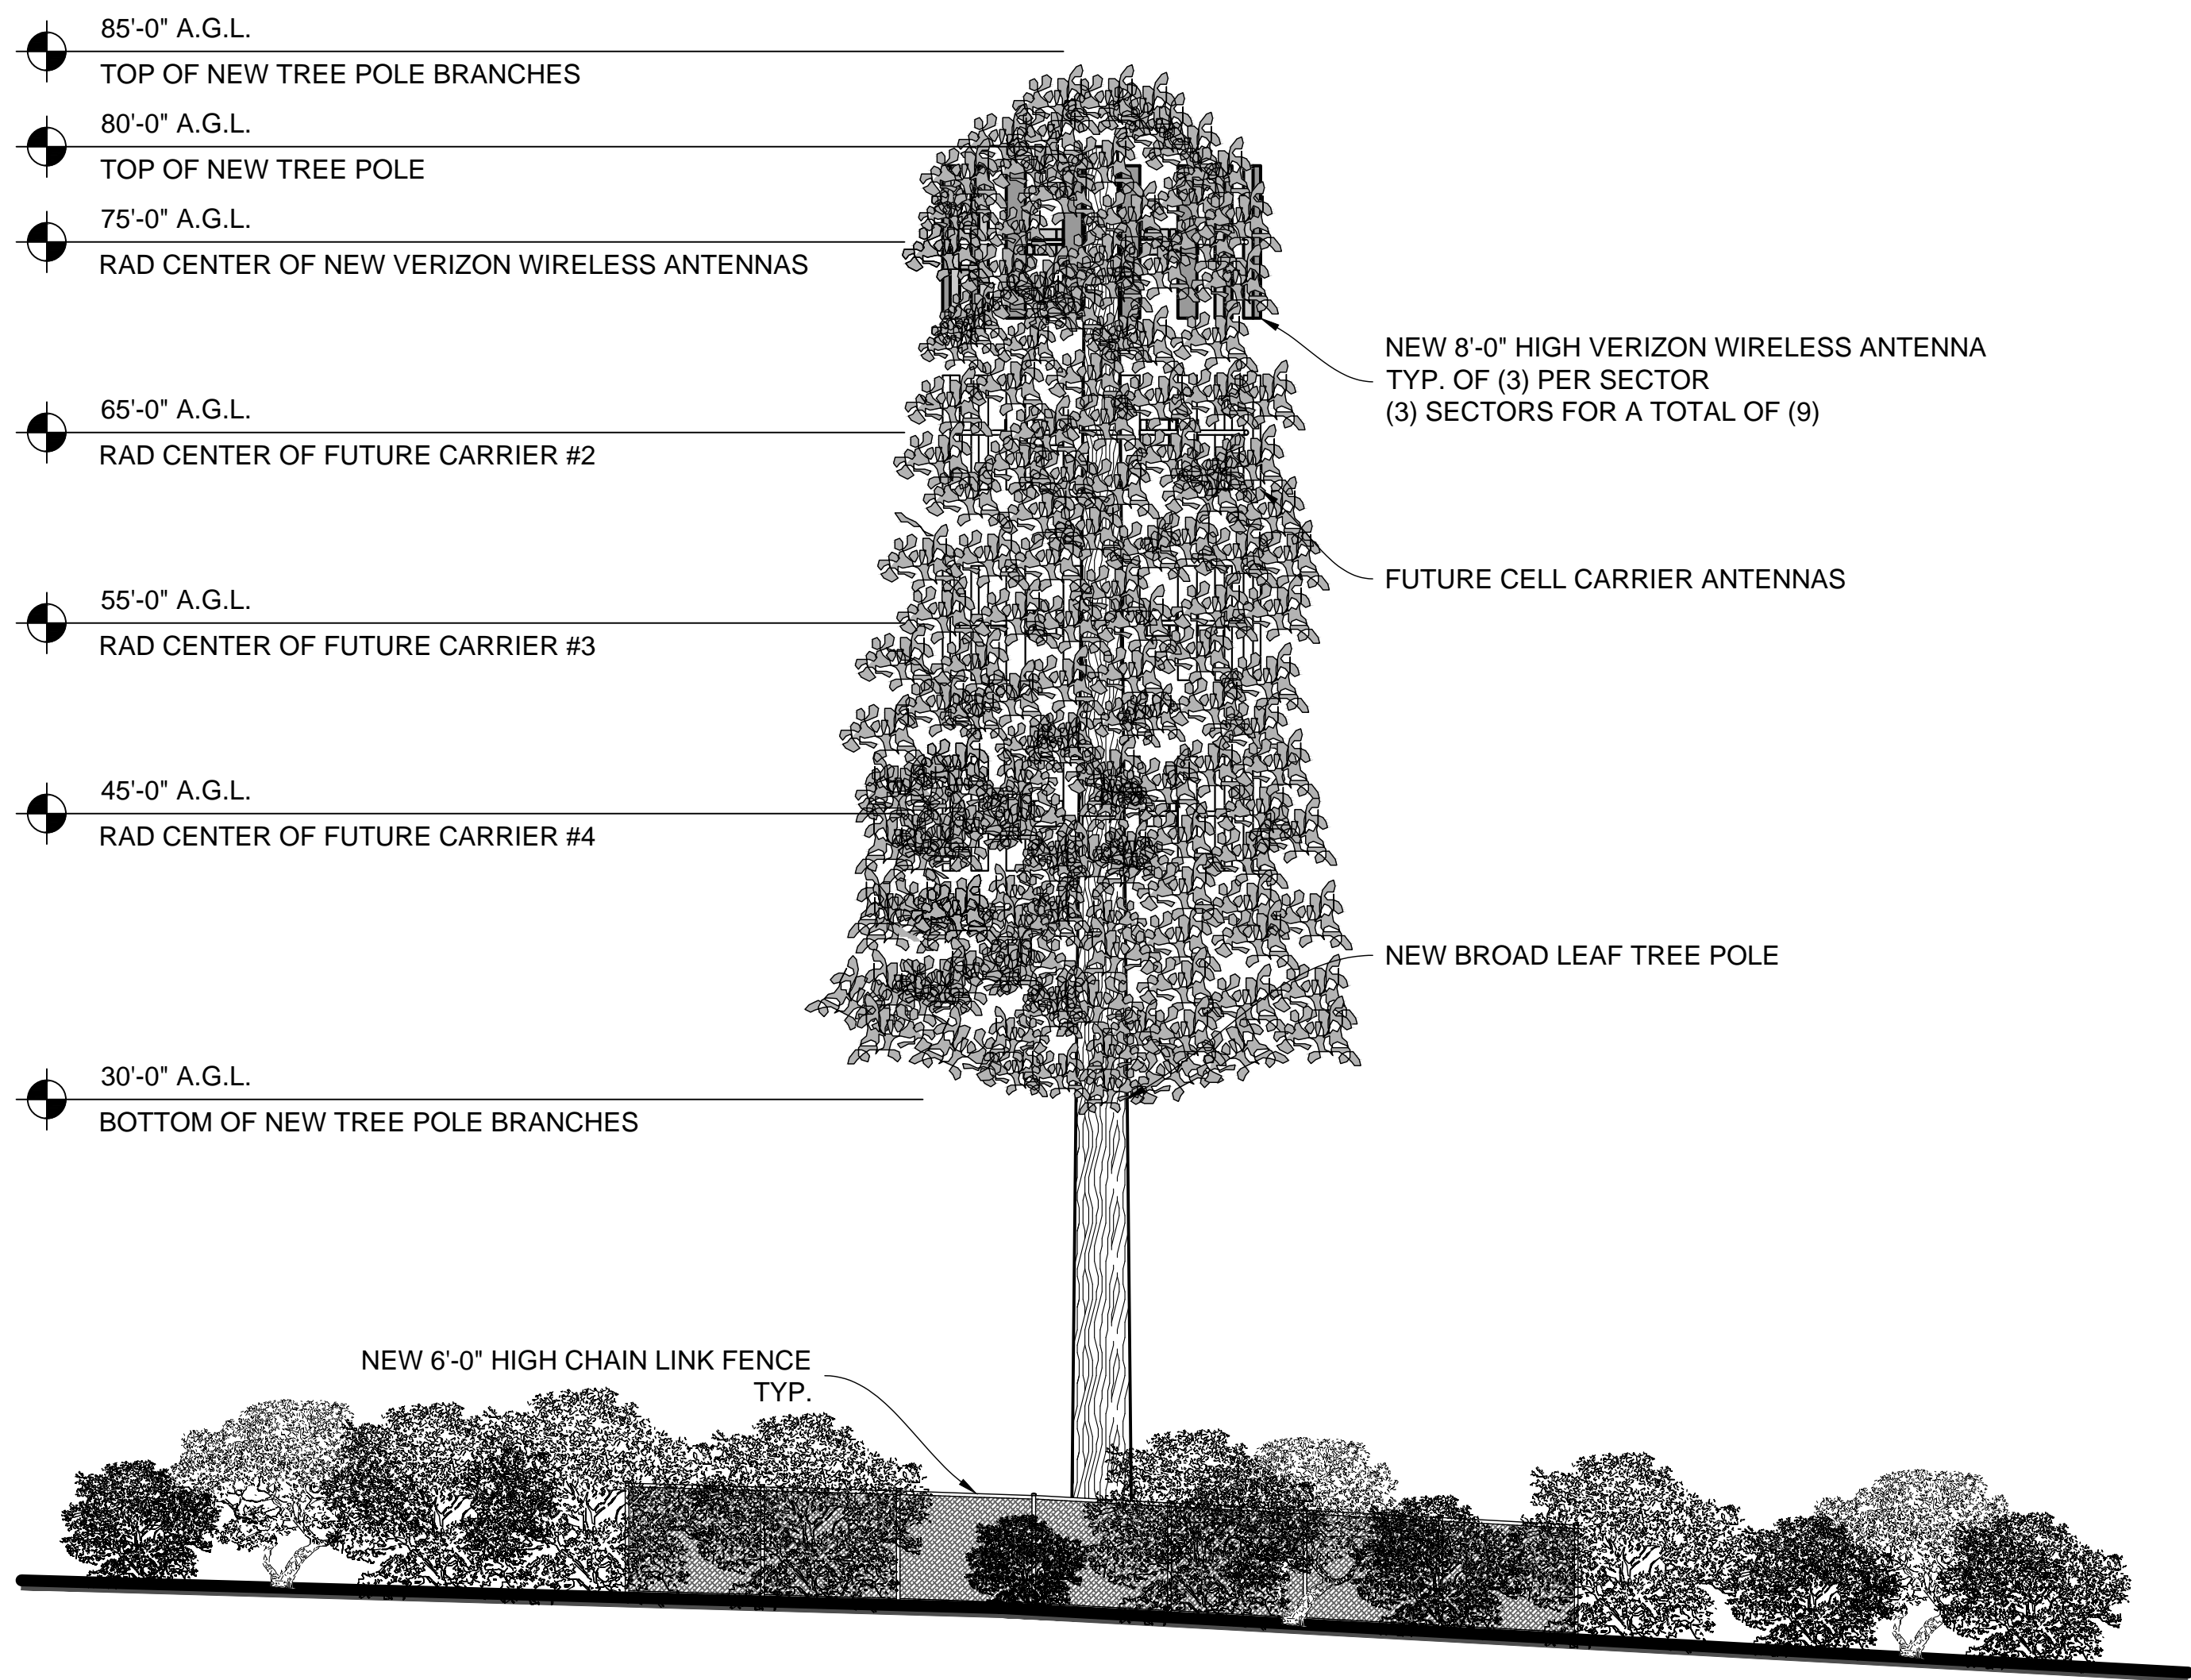 85'-0" A.G.L.
TOP OF NEW TREE POLE BRANCHES
80'-0" A.G.L.
TOP OF NEW TREE POLE
75'-0" A.G.L.
RAD CENTER OF NEW VERIZON WIRELESS ANTENNAS
NEW 8'-0" HIGH VERIZON WIRELESS ANTENNA
TYP. OF (3) PER SECTOR
(3) SECTORS FOR A TOTAL OF (9)
65'-0" A.G.L.
RAD CENTER OF FUTURE CARRIER #2
FUTURE CELL CARRIER ANTENNAS
55'-0" A.G.L.
RAD CENTER OF FUTURE CARRIER #3
45'-0" A.G.L.
RAD CENTER OF FUTURE CARRIER #4
NEW BROAD LEAF TREE POLE
30'-0" A.G.L.
BOTTOM OF NEW TREE POLE BRANCHES
NEW 6'-0" HIGH CHAIN LINK FENCE
TYP.